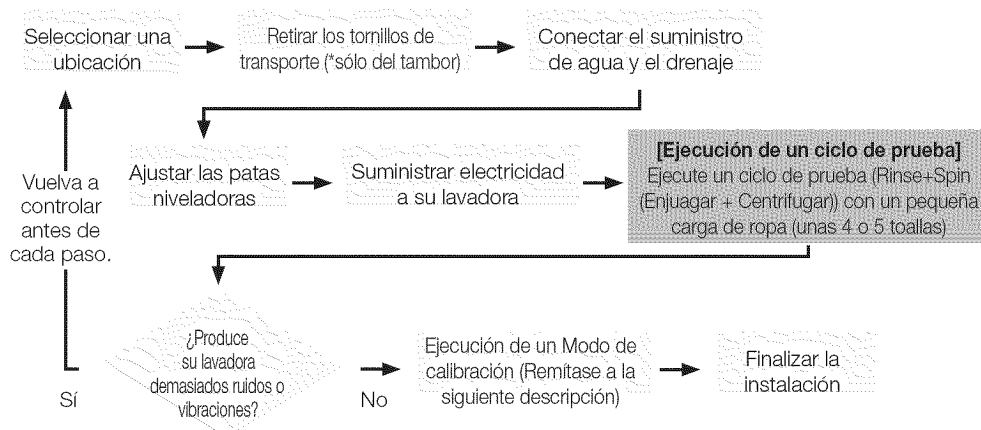 Seleccionar una
ubicación
Retirar los tornillos de
transporte (*sólo del tambor)
Conectar el suministro
de agua y el drenaje
Ajustar las patas
niveladoras
Suministrar electricidad
a su lavadora
[Ejecución de un ciclo de prueba]
Ejecute un ciclo de prueba (Rinse+Spin
(Enjuagar + Centrifugar)) con un pequeña
carga de ropa (unas 4 o 5 toallas)
Vuelva a
controlar
antes de
cada paso.
¿Produce
su lavadora
demasiados ruidos o
vibraciones?
Sí
No
Ejecución de un Modo de
calibración (Remítase a la
siguiente descripción)
Finalizar la
instalación